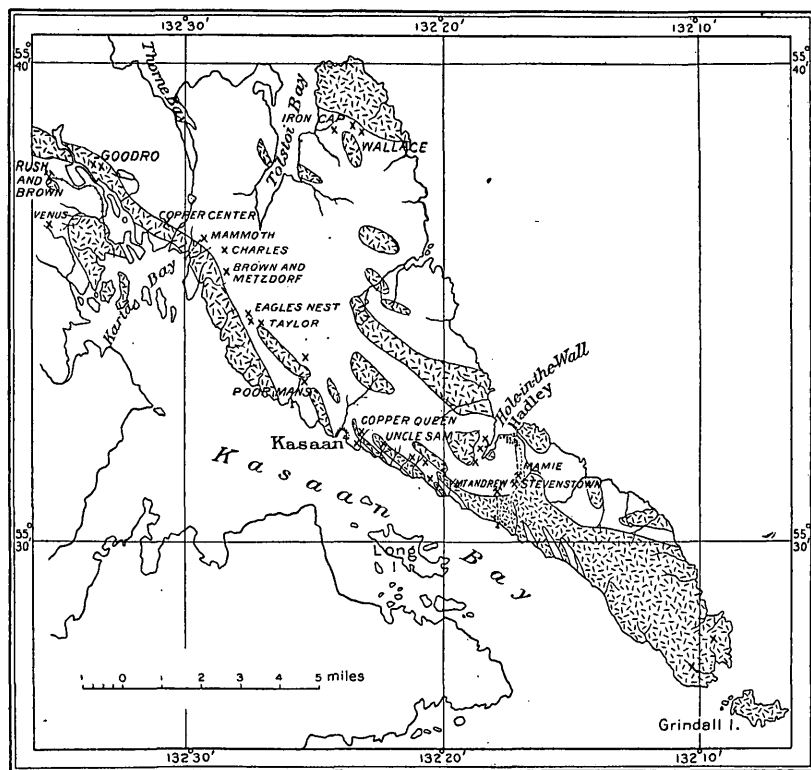 132°30' 132°20' 132°10'
55° 40' 55° 40'
Thorne Bay
Tolstoi Bay
IRON CAP
WALLACE
GOODRO
RUSH AND BROWN
VENUS
COPPER CENTER
MAMMOTH
CHARLES
BROWN AND METZDORF
Karta Bay
EAGLES NEST
TAYLOR
POOR MANS
Hole-in-the-Wall
Hadley
COPPER QUEEN
UNCLE SAM
Kasaan
MAMIE
MT ANDREW
STEVENSTOWN
Kasaan Bay
55° 30' 55° 30'
Long I.
1 0 1 2 3 4 5 miles
Grindall I.
132°30' 132°20' 132°10'